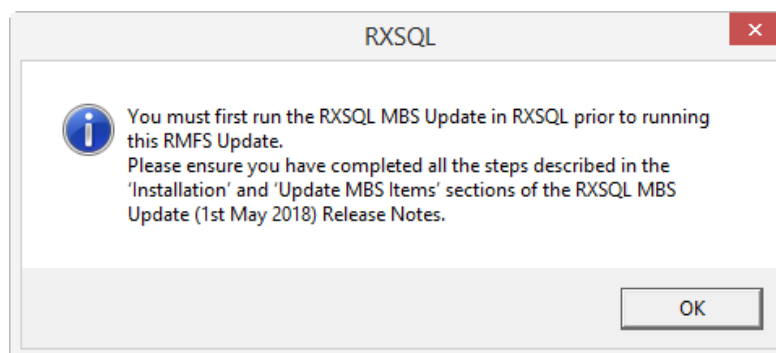 RXSQL
You must first run the RXSQL MBS Update in RXSQL prior to running
this RMFS Update.
Please ensure you have completed all the steps described in the
‘Installation’ and ‘Update MBS Items’ sections of the RXSQL MBS
Update (1st May 2018) Release Notes.
OK